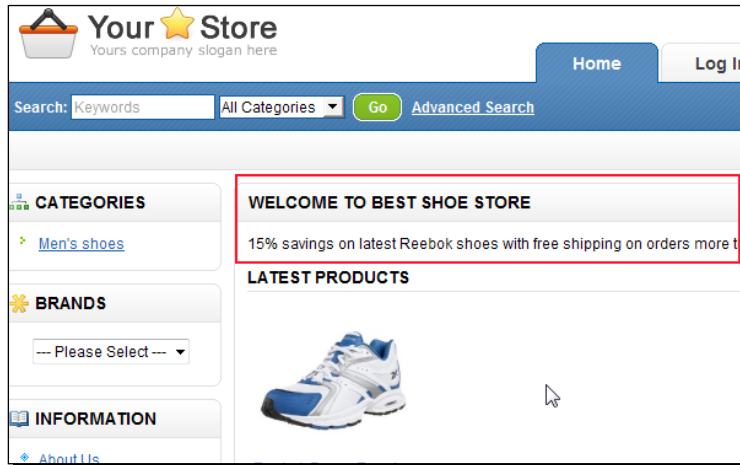 Your Store
Yours company slogan here
Home
Log I
Search: Keywords All Categories Go Advanced Search
CATEGORIES
Men's shoes
BRANDS
--- Please Select ---
INFORMATION
About Us
WELCOME TO BEST SHOE STORE
15% savings on latest Reebok shoes with free shipping on orders more t
LATEST PRODUCTS